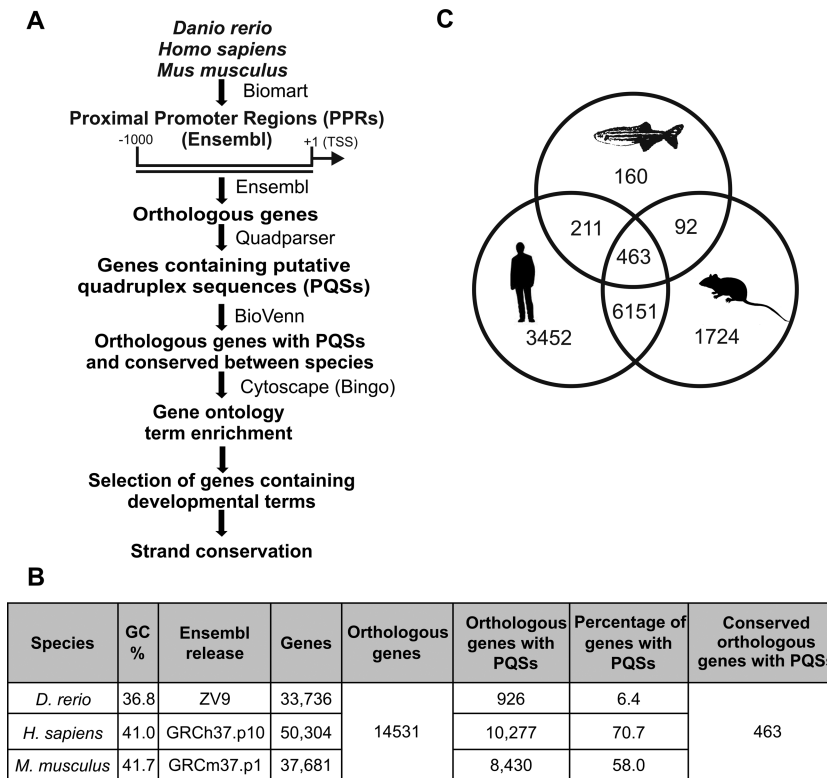 A
Danio rerio
Homo sapiens
Mus musculus
Biomart
Proximal Promoter Regions (PPRs)
(Ensembl)
-1000
+1 (TSS)
Ensembl
Orthologous genes
Quadparser
Genes containing putative
quadruplex sequences (PQSs)
BioVenn
Orthologous genes with PQSs
and conserved between species
Cytoscape (Bingo)
Gene ontology
term enrichment
Selection of genes containing
developmental terms
Strand conservation
C
160
211
463
92
3452
6151
1724
B
Species
GC
%
Ensembl
release
Genes
Orthologous
genes
Orthologous
genes with
PQSs
Percentage of
genes with
PQSs
Conserved
orthologous
genes with PQSs
D. rerio 36.8 ZV9 33,736 926 6.4
H. sapiens 41.0 GRCh37.p10 50,304 14531 10,277 70.7 463
M. musculus 41.7 GRCm37.p1 37,681 8,430 58.0